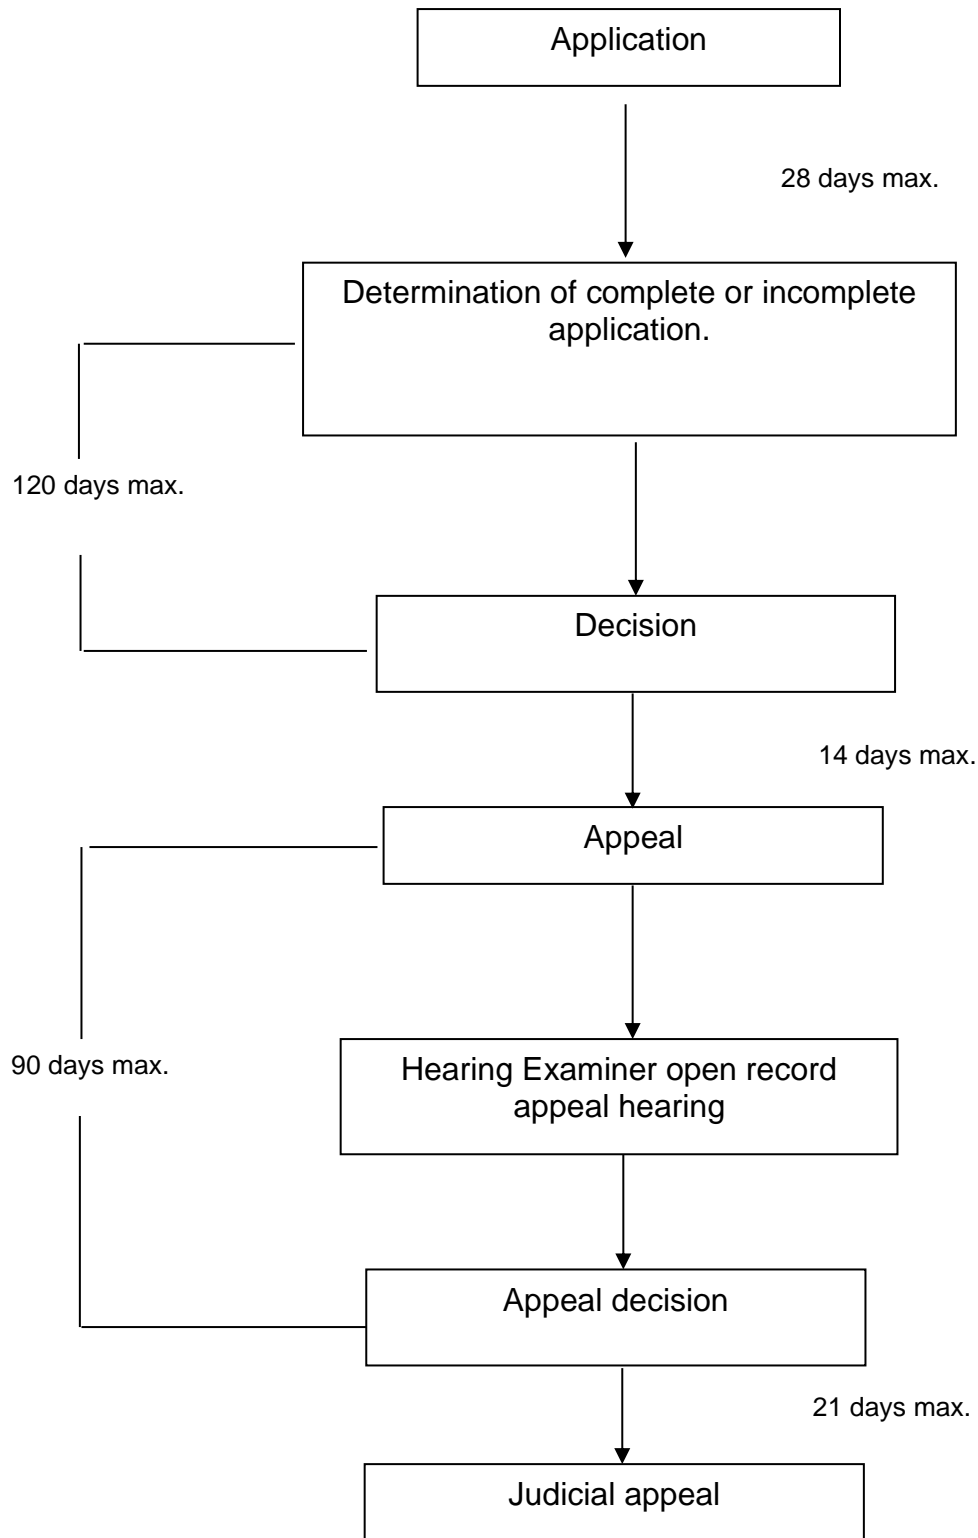 Application
28 days max.
Determination of complete or incomplete
application.
120 days max.
Decision
14 days max.
Appeal
90 days max.
Hearing Examiner open record
appeal hearing
Appeal decision
21 days max.
Judicial appeal